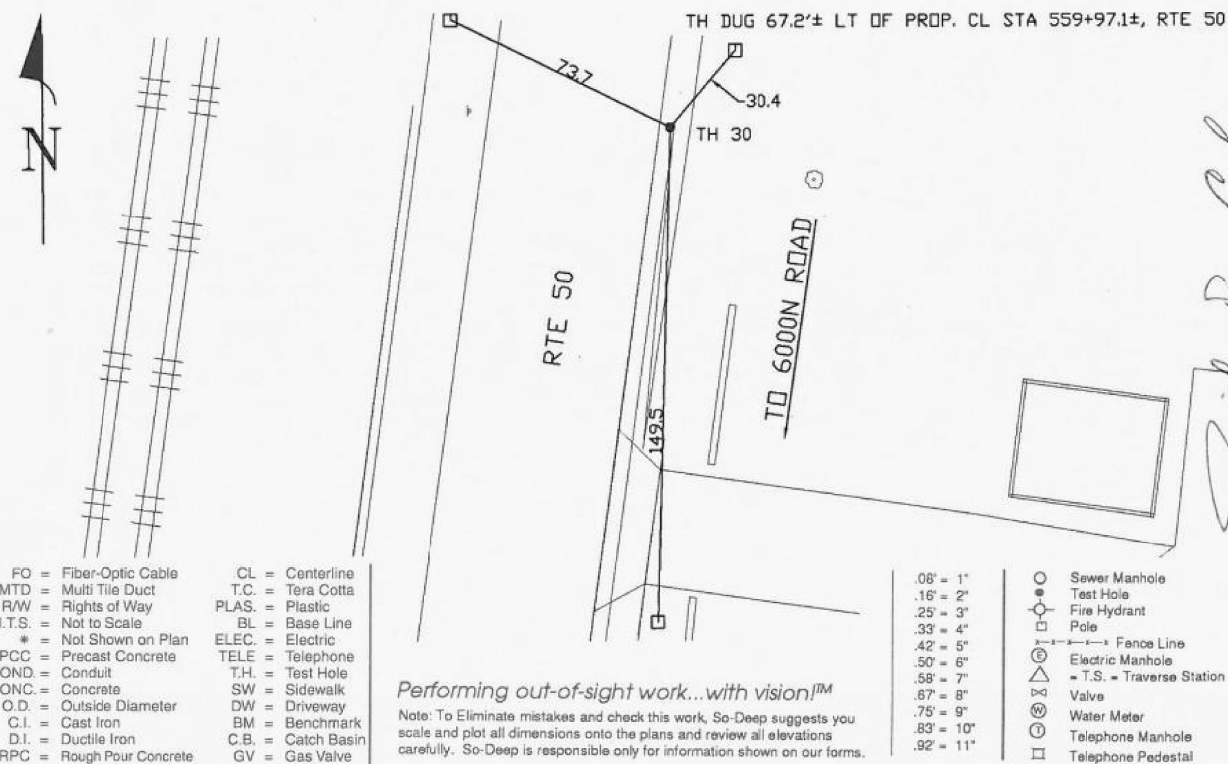 TH DUG 67.2'± LT OF PROP. CL STA 559+97.1±, RTE 50
73.7
30.4
TH 30
N
RTE 50
TO 6000N ROAD
149.5
FO = Fiber-Optic Cable
MTD = Multi Tile Duct
R/W = Rights of Way
I.T.S. = Not to Scale
* = Not Shown on Plan
PCC = Precast Concrete
OND. = Conduit
ONC. = Concrete
O.D. = Outside Diameter
C.I. = Cast Iron
D.I. = Ductile Iron
RPC = Rough Pour Concrete
CL = Centerline
T.C. = Tera Cotta
PLAS. = Plastic
BL = Base Line
ELEC. = Electric
TELE = Telephone
T.H. = Test Hole
SW = Sidewalk
DW = Driveway
BM = Benchmark
C.B. = Catch Basin
GV = Gas Valve
Performing out-of-sight work...with vision!™
Note: To Eliminate mistakes and check this work, So-Deep suggests you
scale and plot all dimensions onto the plans and review all elevations
carefully. So-Deep is responsible only for information shown on our forms.
.08' = 1"
.16' = 2"
.25' = 3"
.33' = 4"
.42' = 5"
.50' = 6"
.58' = 7"
.67' = 8"
.75' = 9"
.83' = 10"
.92' = 11"
Sewer Manhole
Test Hole
Fire Hydrant
Pole
x—x—x—x—x Fence Line
E Electric Manhole
= T.S. = Traverse Station
Valve
W Water Meter
T Telephone Manhole
Telephone Pedestal